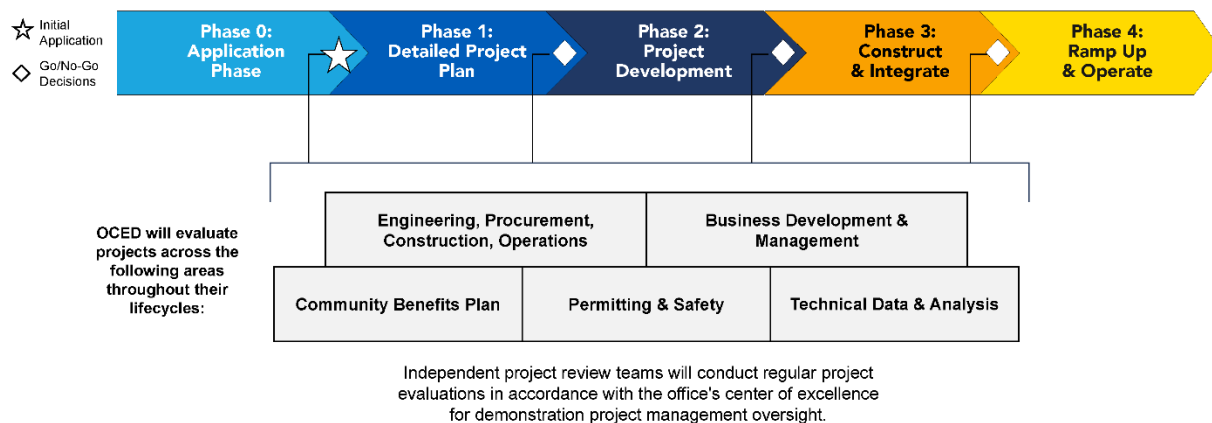 Initial
Application
Go/No-Go
Decisions
Phase 0:
Application
Phase
Phase 1:
Detailed Project
Plan
Phase 2:
Project
Development
Phase 3:
Construct
& Integrate
Phase 4:
Ramp Up
& Operate
OCED will evaluate
projects across the
following areas
throughout their
lifecycles:
Engineering, Procurement,
Construction, Operations
Business Development &
Management
Community Benefits Plan
Permitting & Safety
Technical Data & Analysis
Independent project review teams will conduct regular project
evaluations in accordance with the office's center of excellence
for demonstration project management oversight.